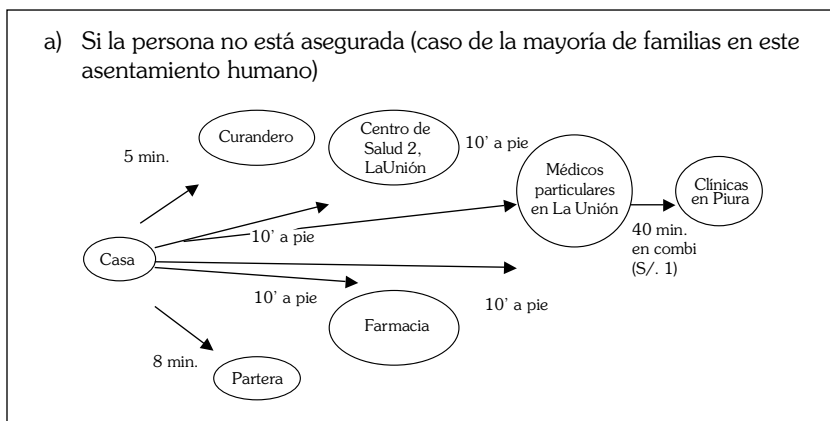 a) Si la persona no está asegurada (caso de la mayoría de familias en este
asentamiento humano)
Curandero
Centro de
Salud 2,
LaUnión
10’ a pie
5 min.
Médicos
particulares
en La Unión
Clínicas
en Piura
10’ a pie
40 min.
en combi
(S/. 1)
Casa
10’ a pie
10’ a pie
Farmacia
8 min.
Partera